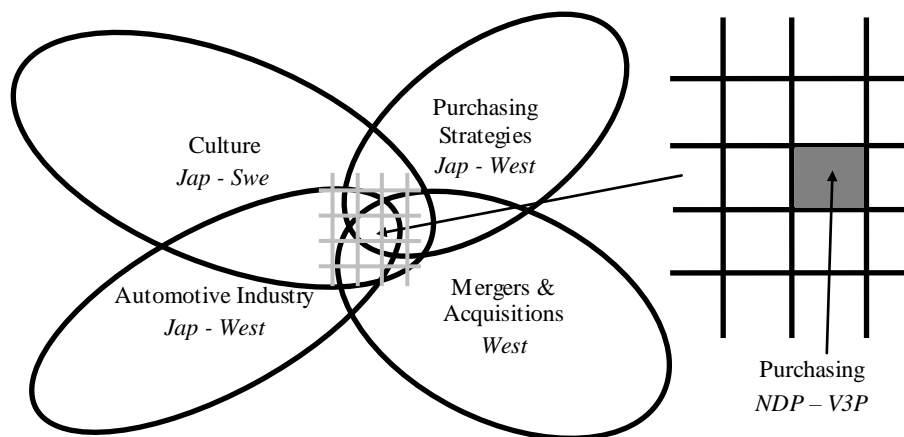 Culture
Jap - Swe
Purchasing
Strategies
Jap - West
Automotive Industry
Jap - West
Mergers &
Acquisitions
West
Purchasing
NDP – V3P